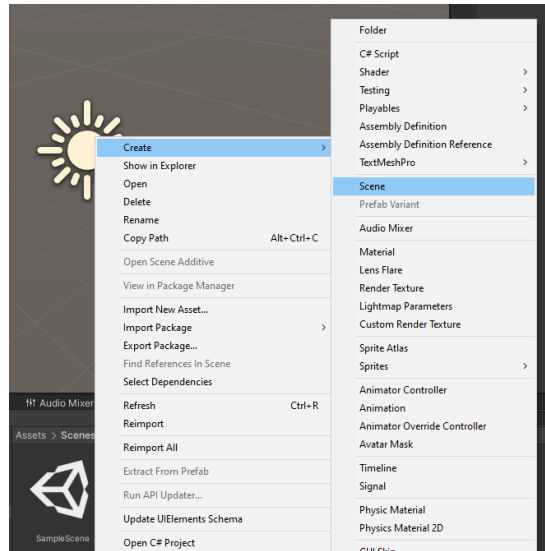 Create
Show in Explorer
Open
Delete
Rename
Copy Path Alt+Ctrl+C
Open Scene Additive
View in Package Manager
Import New Asset...
Import Package
Export Package...
Find References In Scene
Select Dependencies
Refresh Ctrl+R
Reimport
Reimport All
Extract From Prefab
Run API Updater...
Update UIElements Schema
Open C# Project
Folder
C# Script
Shader
Testing
Playables
Assembly Definition
Assembly Definition Reference
TextMeshPro
Scene
Prefab Variant
Audio Mixer
Material
Lens Flare
Render Texture
Lightmap Parameters
Custom Render Texture
Sprite Atlas
Sprites
Animator Controller
Animation
Animator Override Controller
Avatar Mask
Timeline
Signal
Physic Material
Physics Material 2D
GUI Skin
Audio Mixer
Assets > Scenes
SampleScene